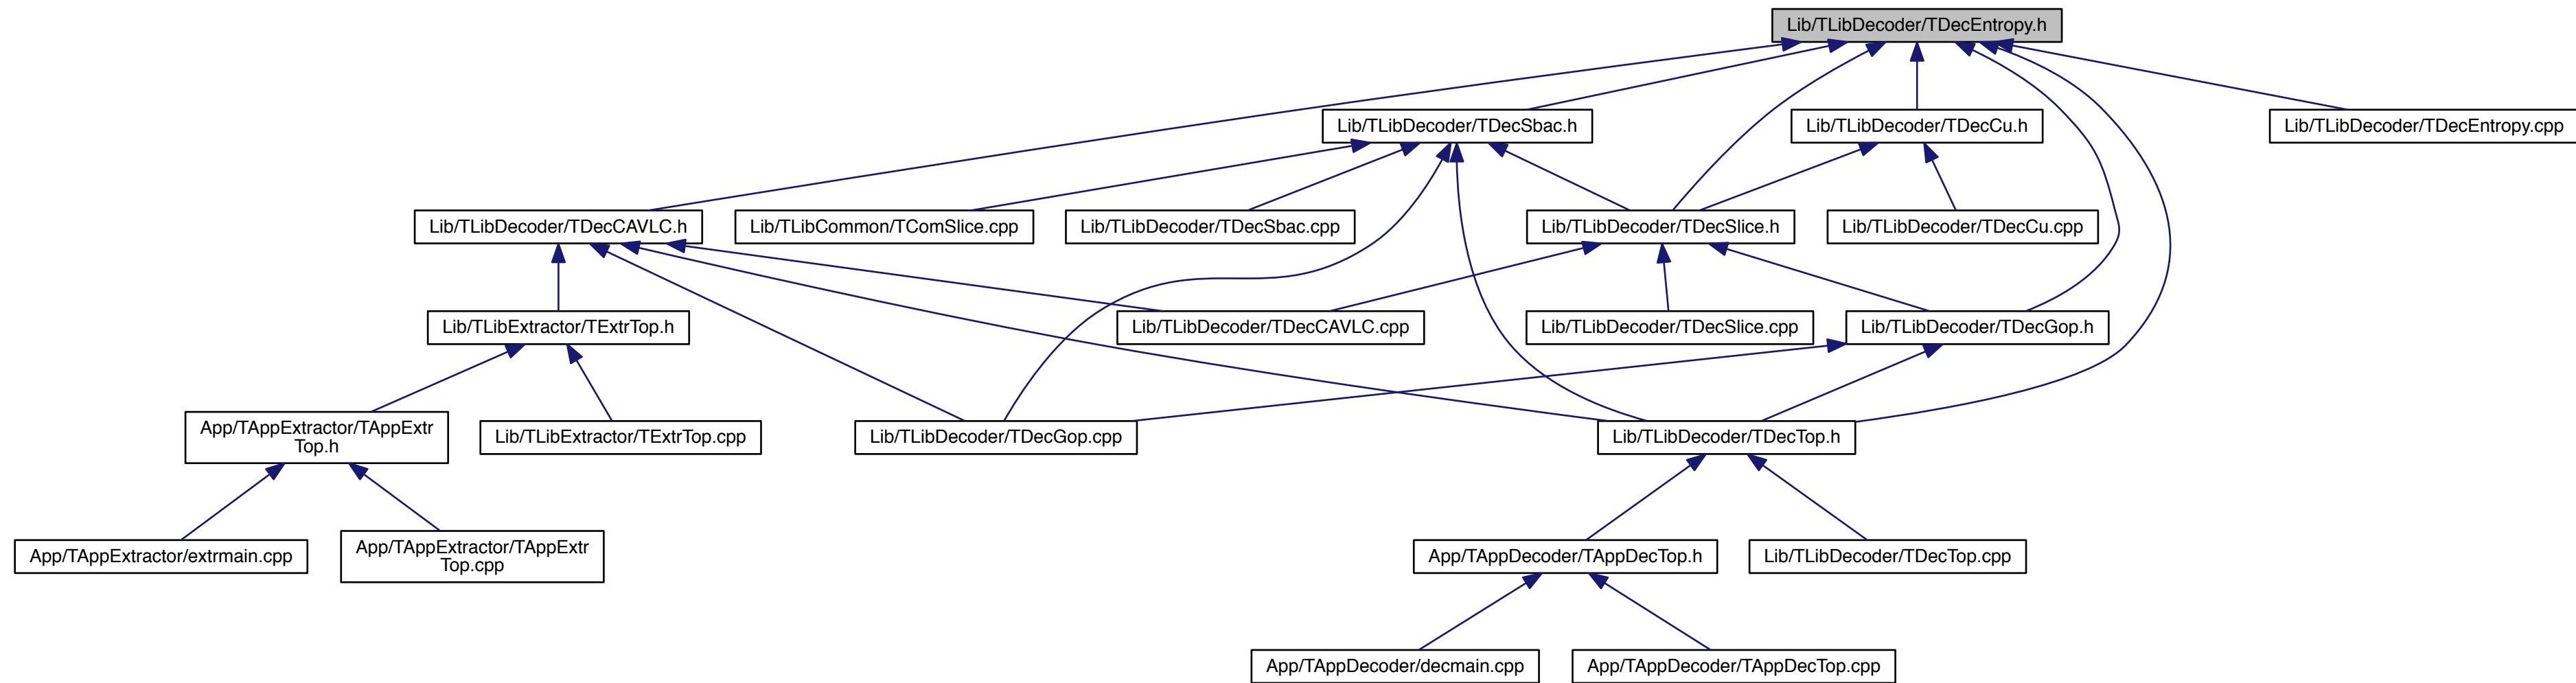 Lib/TLibDecoder/TDecEntropy.h
Lib/TLibDecoder/TDecSbac.h
Lib/TLibDecoder/TDecCu.h
Lib/TLibDecoder/TDecEntropy.cpp
Lib/TLibDecoder/TDecCAVLC.h
Lib/TLibCommon/TComSlice.cpp
Lib/TLibDecoder/TDecSbac.cpp
Lib/TLibDecoder/TDecSlice.h
Lib/TLibDecoder/TDecCu.cpp
Lib/TLibExtractor/TExtrTop.h
Lib/TLibDecoder/TDecCAVLC.cpp
Lib/TLibDecoder/TDecSlice.cpp
Lib/TLibDecoder/TDecGop.h
App/TAppExtractor/TAppExtr
Top.h
Lib/TLibExtractor/TExtrTop.cpp
Lib/TLibDecoder/TDecGop.cpp
Lib/TLibDecoder/TDecTop.h
App/TAppExtractor/extrmain.cpp
App/TAppExtractor/TAppExtr
Top.cpp
App/TAppDecoder/TAppDecTop.h
Lib/TLibDecoder/TDecTop.cpp
App/TAppDecoder/decmain.cpp
App/TAppDecoder/TAppDecTop.cpp